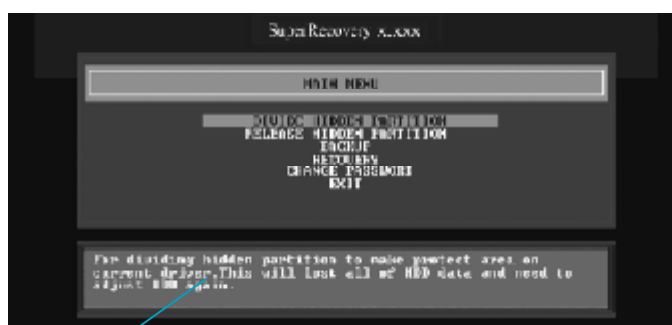 Super Recovery x.xxx
MAIN MENU
DIVIDE HIDDEN PARTITION
RELEASE HIDDEN PARTITION
BACKUP
RECOVERY
CHANGE PASSWORD
EXIT
For dividing hidden partition to make protect area on
current driver.This will lost all of HDD data and need to
adjust again.